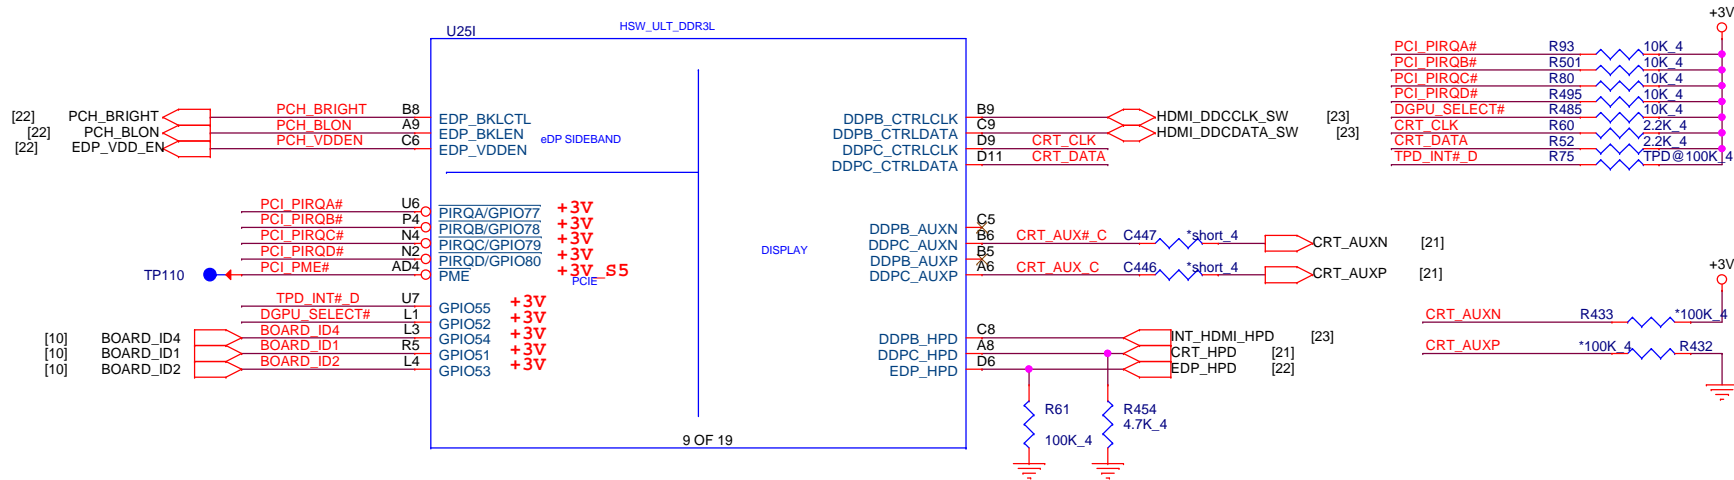 U25I HSW_ULT_DDR3L
[22] PCH_BRIGHT PCH_BRIGHT B8 EDP_BKLCTL
[22] PCH_BLON PCH_BLON A9 EDP_BKLEN
[22] EDP_VDD_EN PCH_VDDEN C6 EDP_VDDEN
eDP SIDEBAND
PCI_PIRQA# U6 PIRQA/GPIO77 +3V
PCI_PIRQB# P4 PIRQB/GPIO78 +3V
PCI_PIRQC# N4 PIRQC/GPIO79 +3V
PCI_PIRQD# N2 PIRQD/GPIO80 +3V
TP110 PCI_PME# AD4 PME +3V_S5
PCIE
TPD_INT#_D U7 GPIO55 +3V
DGPU_SELECT# L1 GPIO52 +3V
[10] BOARD_ID4 BOARD_ID4 L3 GPIO54 +3V
[10] BOARD_ID1 BOARD_ID1 R5 GPIO51 +3V
[10] BOARD_ID2 BOARD_ID2 L4 GPIO53 +3V
DISPLAY
9 OF 19
DDPB_CTRLCLK B9 HDMI_DDCCLK_SW [23]
DDPB_CTRLDATA C9 HDMI_DDCDATA_SW [23]
DDPC_CTRLCLK D9 CRT_CLK
DDPC_CTRLDATA D11 CRT_DATA
DDPB_AUXN C5
DDPC_AUXN B6 CRT_AUX#_C C447 *short_4 CRT_AUXN [21]
DDPB_AUXP B5
DDPC_AUXP A6 CRT_AUX_C C446 *short_4 CRT_AUXP [21]
DDPB_HPD C8 INT_HDMI_HPD [23]
DDPC_HPD A8 CRT_HPD [21]
EDP_HPD D6 EDP_HPD [22]
R61
100K_4
R454
4.7K_4
+3V
PCI_PIRQA# R93 10K_4
PCI_PIRQB# R501 10K_4
PCI_PIRQC# R80 10K_4
PCI_PIRQD# R495 10K_4
DGPU_SELECT# R485 10K_4
CRT_CLK R60 2.2K_4
CRT_DATA R52 2.2K_4
TPD_INT#_D R75 TPD@100K_4
+3V
CRT_AUXN R433 *100K_4
CRT_AUXP *100K_4 R432